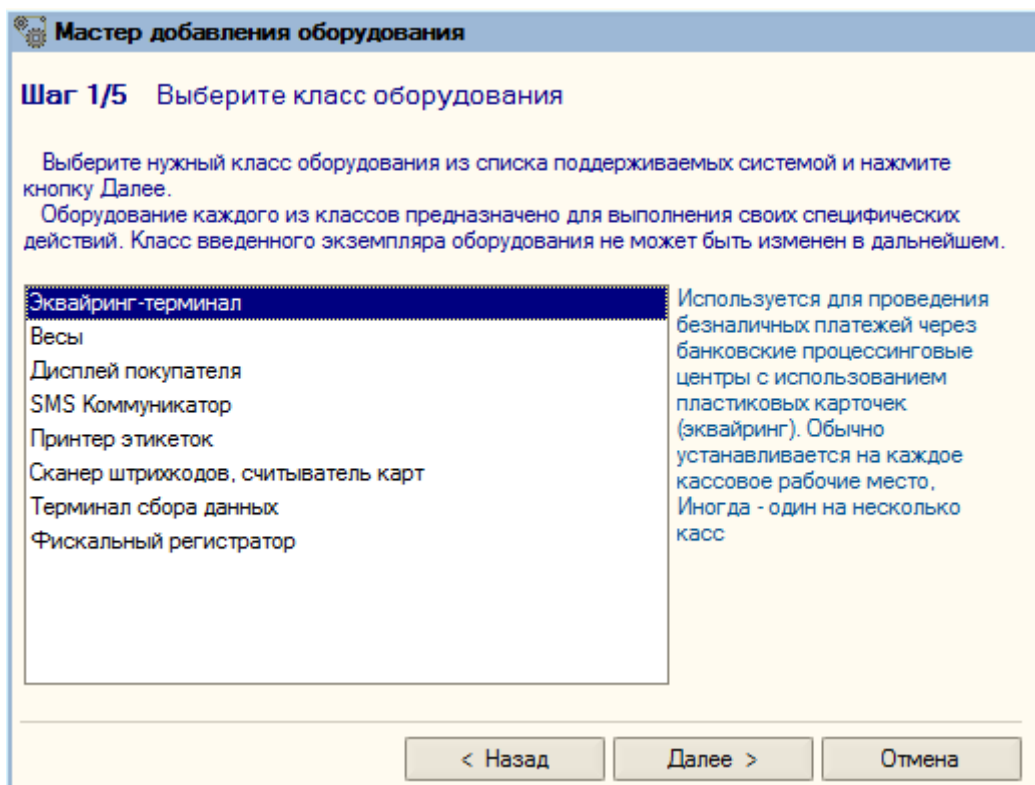 Мастер добавления оборудования
Шаг 1/5 Выберите класс оборудования
Выберите нужный класс оборудования из списка поддерживаемых системой и нажмите
кнопку Далее.
Оборудование каждого из классов предназначено для выполнения своих специфических
действий. Класс введенного экземпляра оборудования не может быть изменен в дальнейшем.
Эквайринг-терминал
Весы
Дисплей покупателя
SMS Коммуникатор
Принтер этикеток
Сканер штрихкодов, считыватель карт
Терминал сбора данных
Фискальный регистратор
Используется для проведения
безналичных платежей через
банковские процессинговые
центры с использованием
пластиковых карточек
(эквайринг). Обычно
устанавливается на каждое
кассовое рабочие место,
Иногда - один на несколько
касс
< Назад
Далее >
Отмена